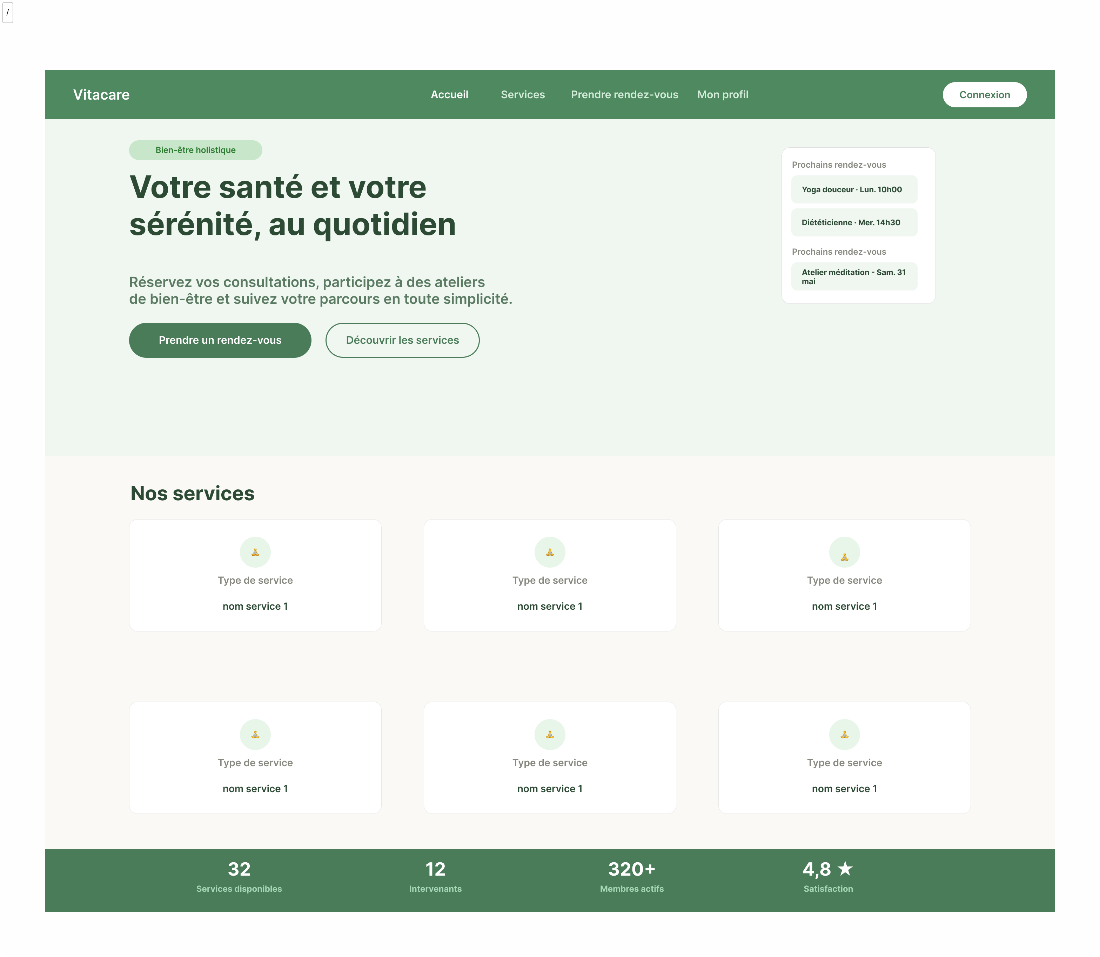 /
Vitacare
Accueil
Services
Prendre rendez-vous
Mon profil
Connexion
Bien-être holistique
Votre santé et votre
sérénité, au quotidien
Réservez vos consultations, participez à des ateliers
de bien-être et suivez votre parcours en toute simplicité.
Prendre un rendez-vous
Découvrir les services
Prochains rendez-vous
Yoga douceur · Lun. 10h00
Diététicienne · Mer. 14h30
Prochains rendez-vous
Atelier méditation - Sam. 31
mai
Nos services
Type de service
nom service 1
Type de service
nom service 1
Type de service
nom service 1
Type de service
nom service 1
Type de service
nom service 1
Type de service
nom service 1
32
Services disponibles
12
Intervenants
320+
Membres actifs
4,8 ★
Satisfaction